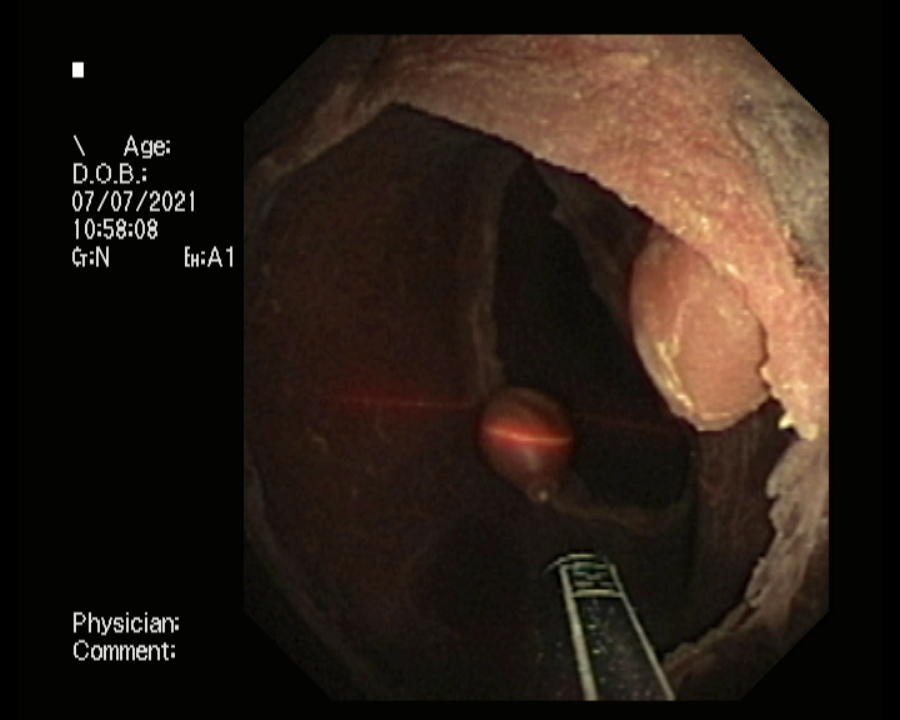 \ Age:
D.O.B.:
07/07/2021
10:58:08
Cr:N Eh:A1
Physician:
Comment: